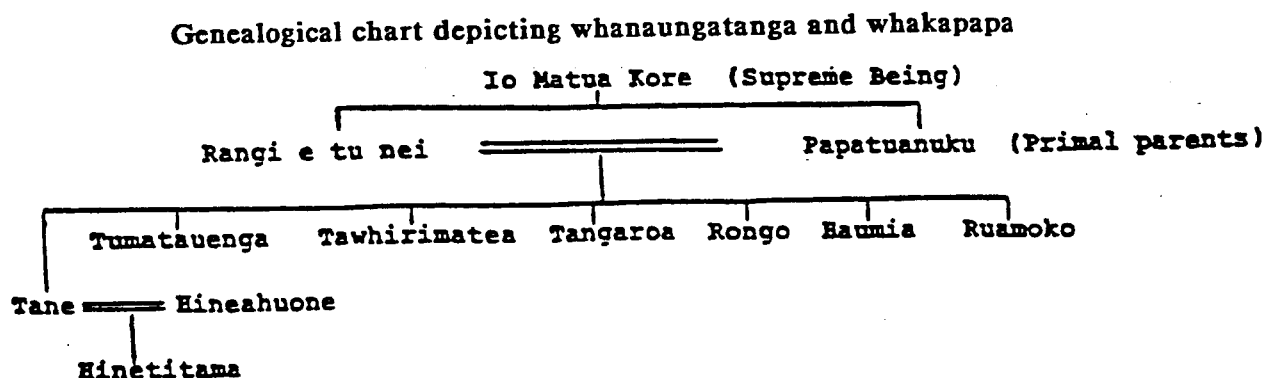 Genealogical chart depicting whanaungatanga and whakapapa
Io Matua Kore (Supreme Being)
Rangi e tu nei Papatuanuku (Primal parents)
Tumatauenga Tawhirimatea Tangaroa Rongo Haumia Ruamoko
Tane Hineahuone
Hinetitama